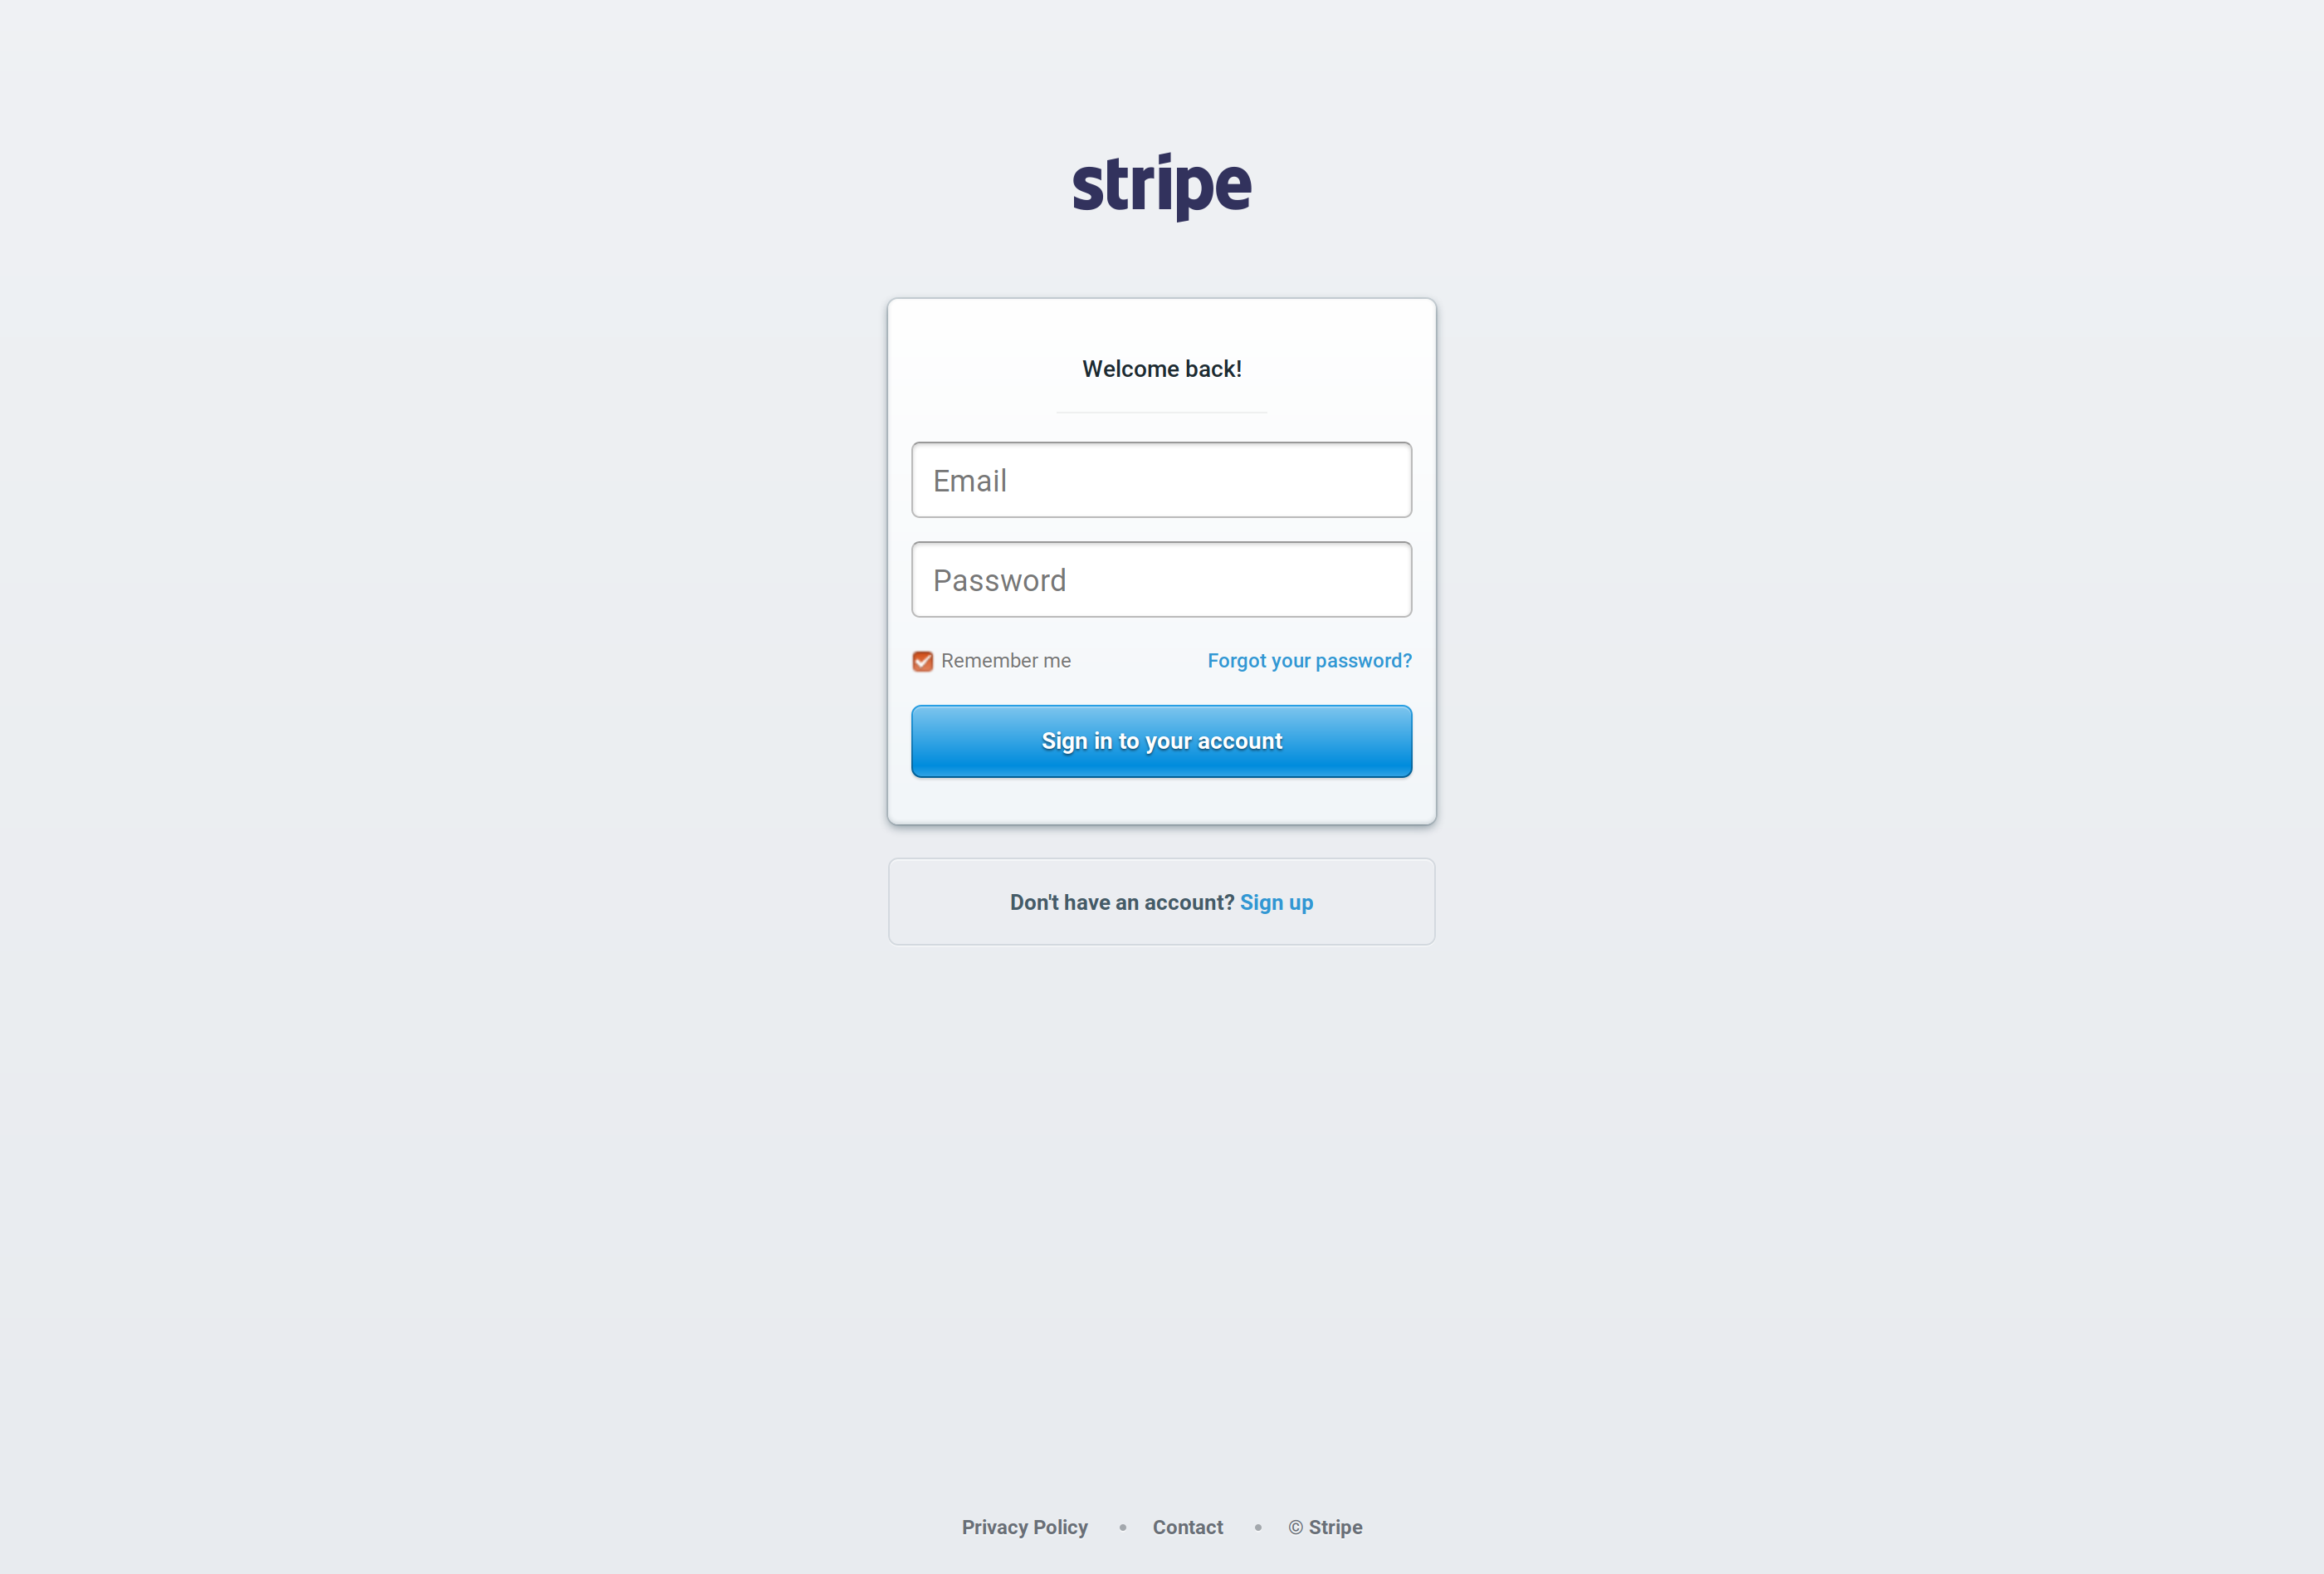 stripe
Welcome back!
Email
Password
Remember me Forgot your password?
Sign in to your account
Don't have an account? Sign up
Privacy Policy • Contact • © Stripe